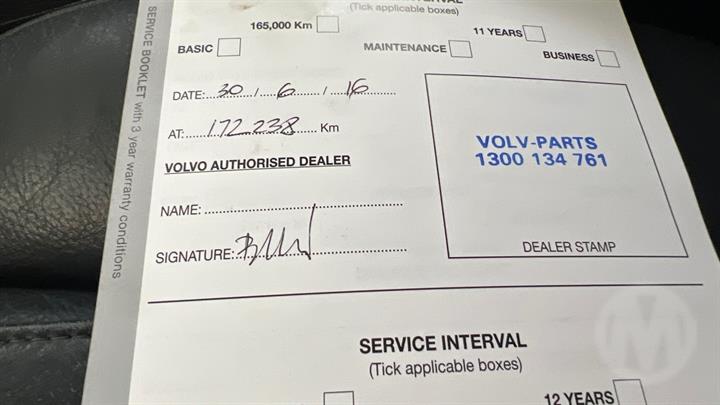 (Tick applicable boxes)
165,000 Km
11 YEARS
BASIC
MAINTENANCE
BUSINESS
DATE: 30 / 6 / 16
AT: 172 238 Km
VOLVO AUTHORISED DEALER
NAME:
SIGNATURE:
VOLV-PARTS
1300 134 761
DEALER STAMP
SERVICE INTERVAL
(Tick applicable boxes)
12 YEARS
SERVICE BOOKLET with 3 year warranty conditions
M